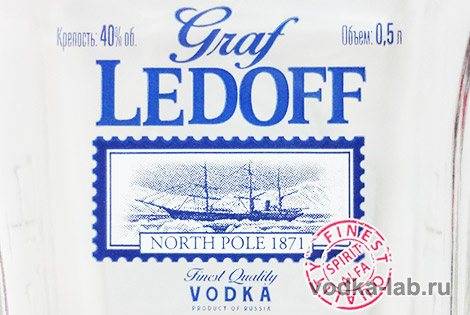 Graf
Крепость: 40% об.
Объем: 0,5 л
LEDOFF
NORTH POLE 1871
Finest Quality
VODKA
PRODUCT OF RUSSIA
FINEST
SPIRIT
ALFA
vodka-lab.ru